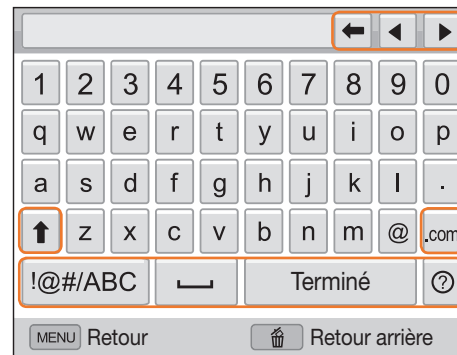 1 2 3 4 5 6 7 8 9 0
q w e r t y u i o p
a s d f g h j k l .
z x c v b n m @ .com
!@#/ABC Terminé ?
MENU Retour Retour arrière